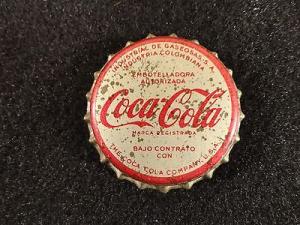 INDUSTRIAL DE GASEOSAS S.A.
INDUSTRIA COLOMBIANA
EMBOTELLADORA
AUTORIZADA
Coca-Cola
MARCA REGISTRADA
BAJO CONTRATO
CON
THE COCA COLA COMPANY, U.S.A.